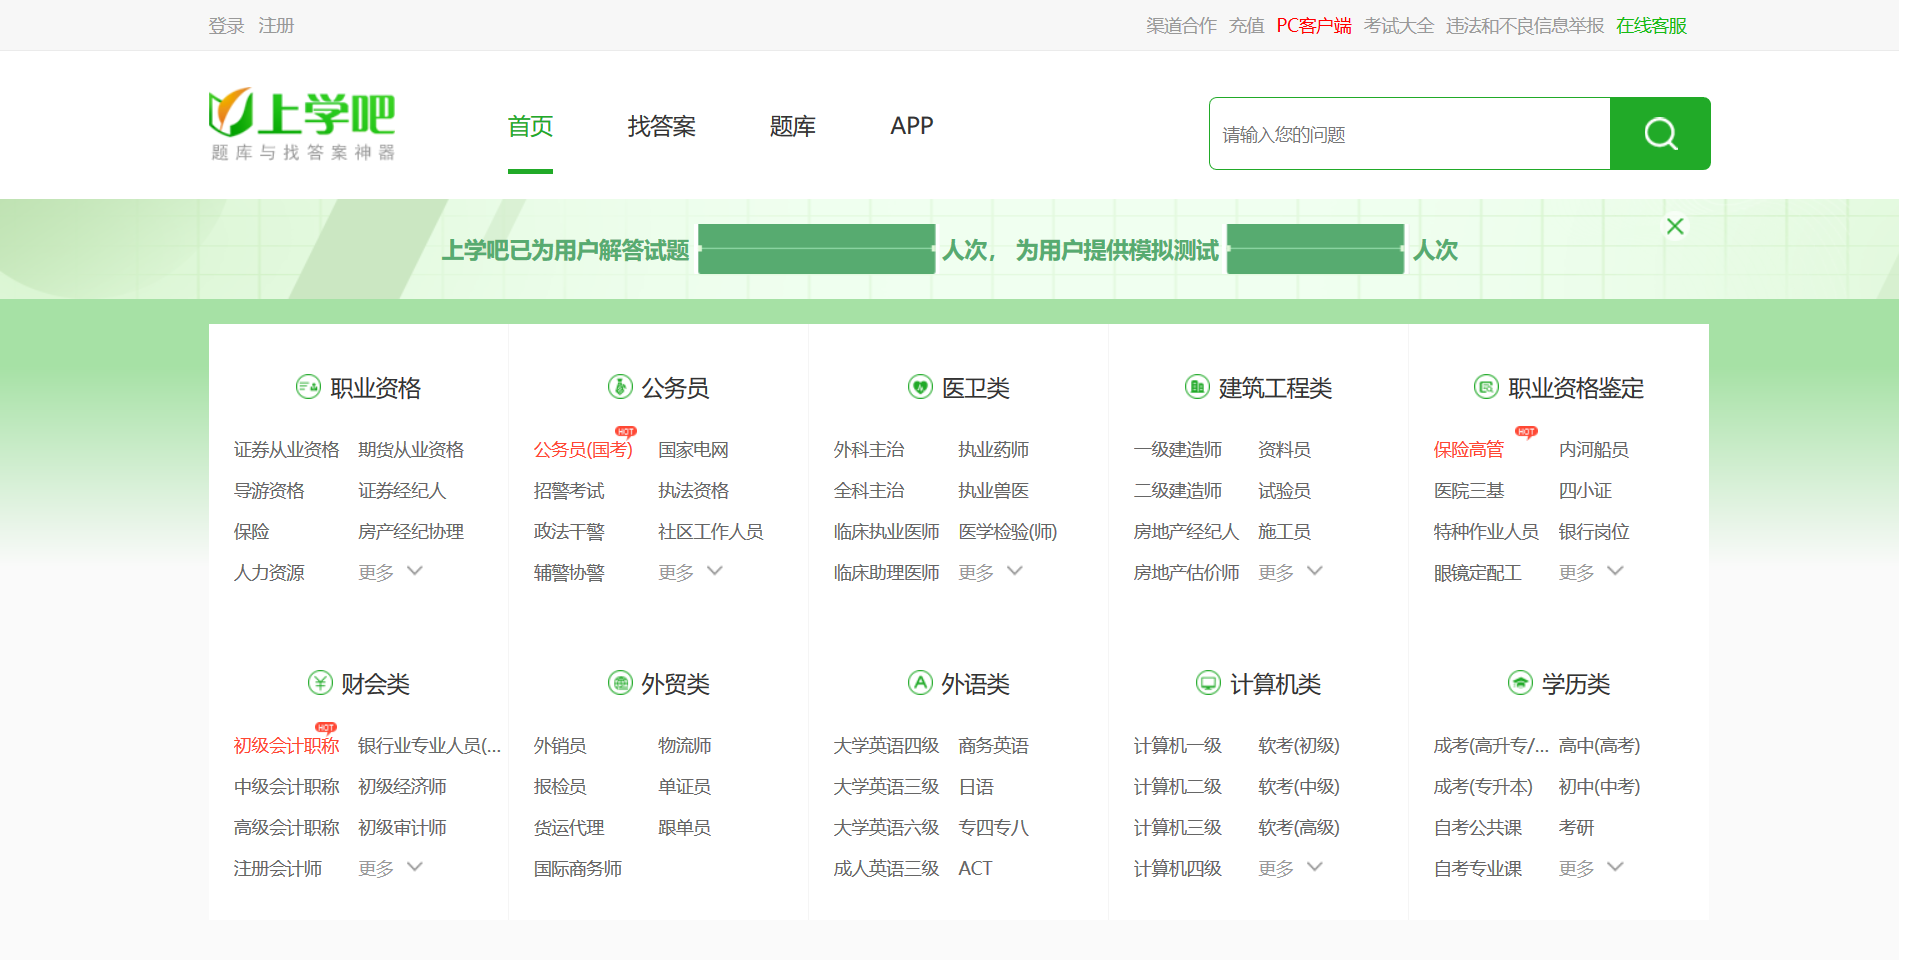 登录 注册 渠道合作 充值 PC客户端 考试大全 违法和不良信息举报 在线客服
上学吧
题库与找答案神器
首页 找答案 题库 APP
请输入您的问题
上学吧已为用户解答试题 人次， 为用户提供模拟测试 人次
职业资格 公务员 医卫类 建筑工程类 职业资格鉴定
HOT HOT
证券从业资格 期货从业资格 公务员(国考) 国家电网 外科主治 执业药师 一级建造师 资料员 保险高管 内河船员
导游资格 证券经纪人 招警考试 执法资格 全科主治 执业兽医 二级建造师 试验员 医院三基 四小证
保险 房产经纪协理 政法干警 社区工作人员 临床执业医师 医学检验(师) 房地产经纪人 施工员 特种作业人员 银行岗位
人力资源 更多 辅警协警 更多 临床助理医师 更多 房地产估价师 更多 眼镜定配工 更多
财会类 外贸类 外语类 计算机类 学历类
HOT
初级会计职称 银行业专业人员(... 外销员 物流师 大学英语四级 商务英语 计算机一级 软考(初级) 成考(高升专/... 高中(高考)
中级会计职称 初级经济师 报检员 单证员 大学英语三级 日语 计算机二级 软考(中级) 成考(专升本) 初中(中考)
高级会计职称 初级审计师 货运代理 跟单员 大学英语六级 专四专八 计算机三级 软考(高级) 自考公共课 考研
注册会计师 更多 国际商务师 成人英语三级 ACT 计算机四级 更多 自考专业课 更多